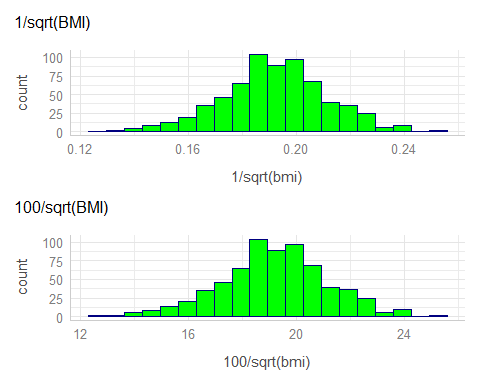 1/sqrt(BMI)
100
75
50
25
0
count
0.12 0.16 0.20 0.24
1/sqrt(bmi)
100/sqrt(BMI)
100
75
50
25
0
count
12 16 20 24
100/sqrt(bmi)